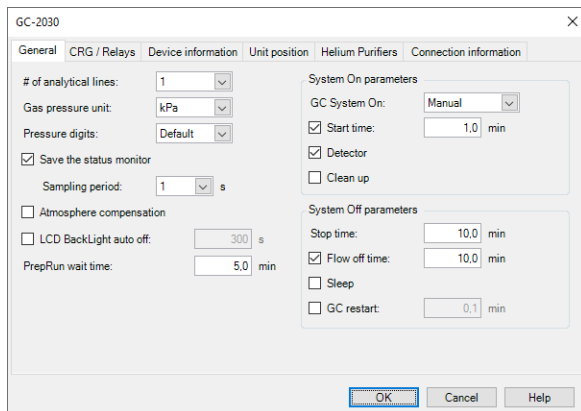 GC-2030
General CRG / Relays Device information Unit position Helium Purifiers Connection information
# of analytical lines: 1
Gas pressure unit: kPa
Pressure digits: Default
Save the status monitor
Sampling period: 1 s
Atmosphere compensation
LCD BackLight auto off: 300 s
PrepRun wait time: 5,0 min
System On parameters
GC System On: Manual
Start time: 1,0 min
Detector
Clean up
System Off parameters
Stop time: 10,0 min
Flow off time: 10,0 min
Sleep
GC restart: 0,1 min
OK Cancel Help